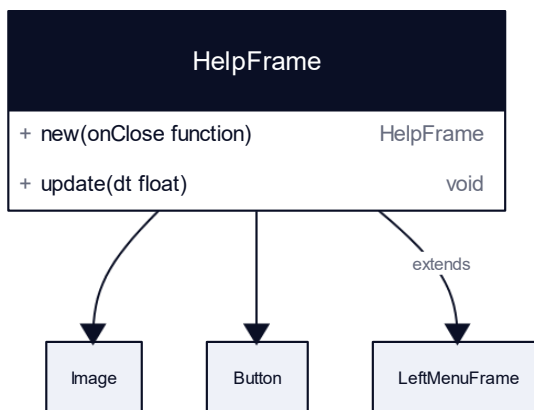 HelpFrame
+ new(onClose function) HelpFrame
+ update(dt float) void
extends
Image Button LeftMenuFrame